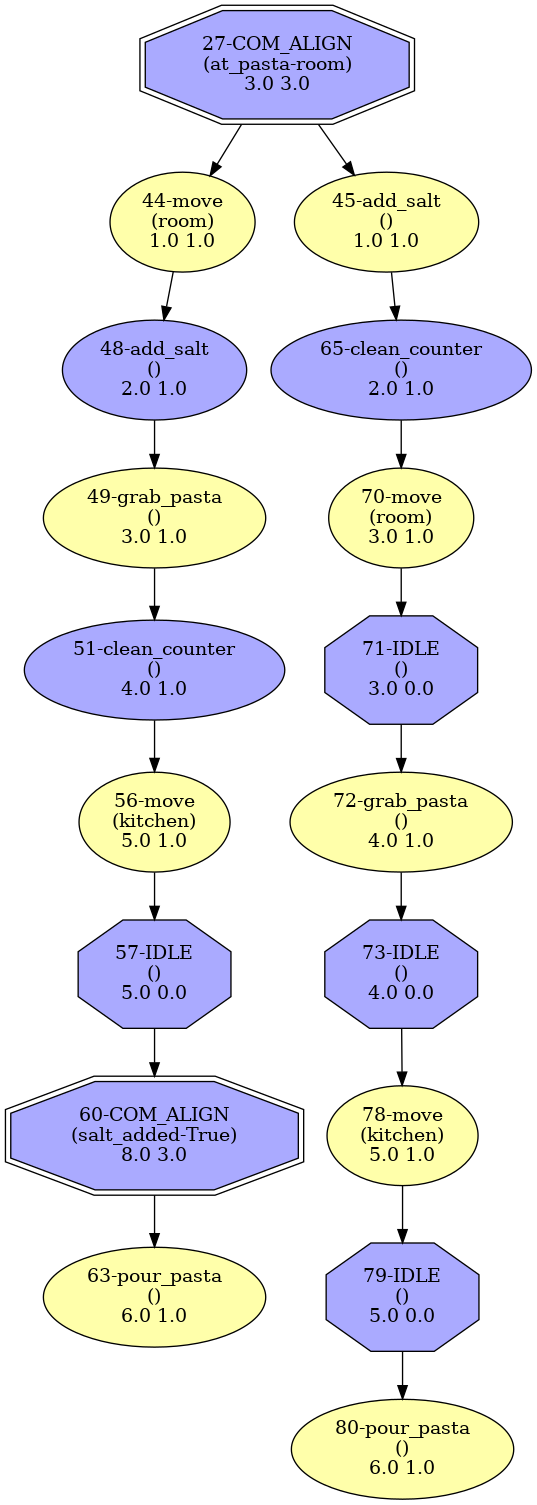 27-COM_ALIGN
(at_pasta-room)
3.0 3.0
44-move
(room)
1.0 1.0
45-add_salt
()
1.0 1.0
48-add_salt
()
2.0 1.0
65-clean_counter
()
2.0 1.0
49-grab_pasta
()
3.0 1.0
70-move
(room)
3.0 1.0
51-clean_counter
()
4.0 1.0
71-IDLE
()
3.0 0.0
56-move
(kitchen)
5.0 1.0
72-grab_pasta
()
4.0 1.0
57-IDLE
()
5.0 0.0
73-IDLE
()
4.0 0.0
60-COM_ALIGN
(salt_added-True)
8.0 3.0
78-move
(kitchen)
5.0 1.0
63-pour_pasta
()
6.0 1.0
79-IDLE
()
5.0 0.0
80-pour_pasta
()
6.0 1.0